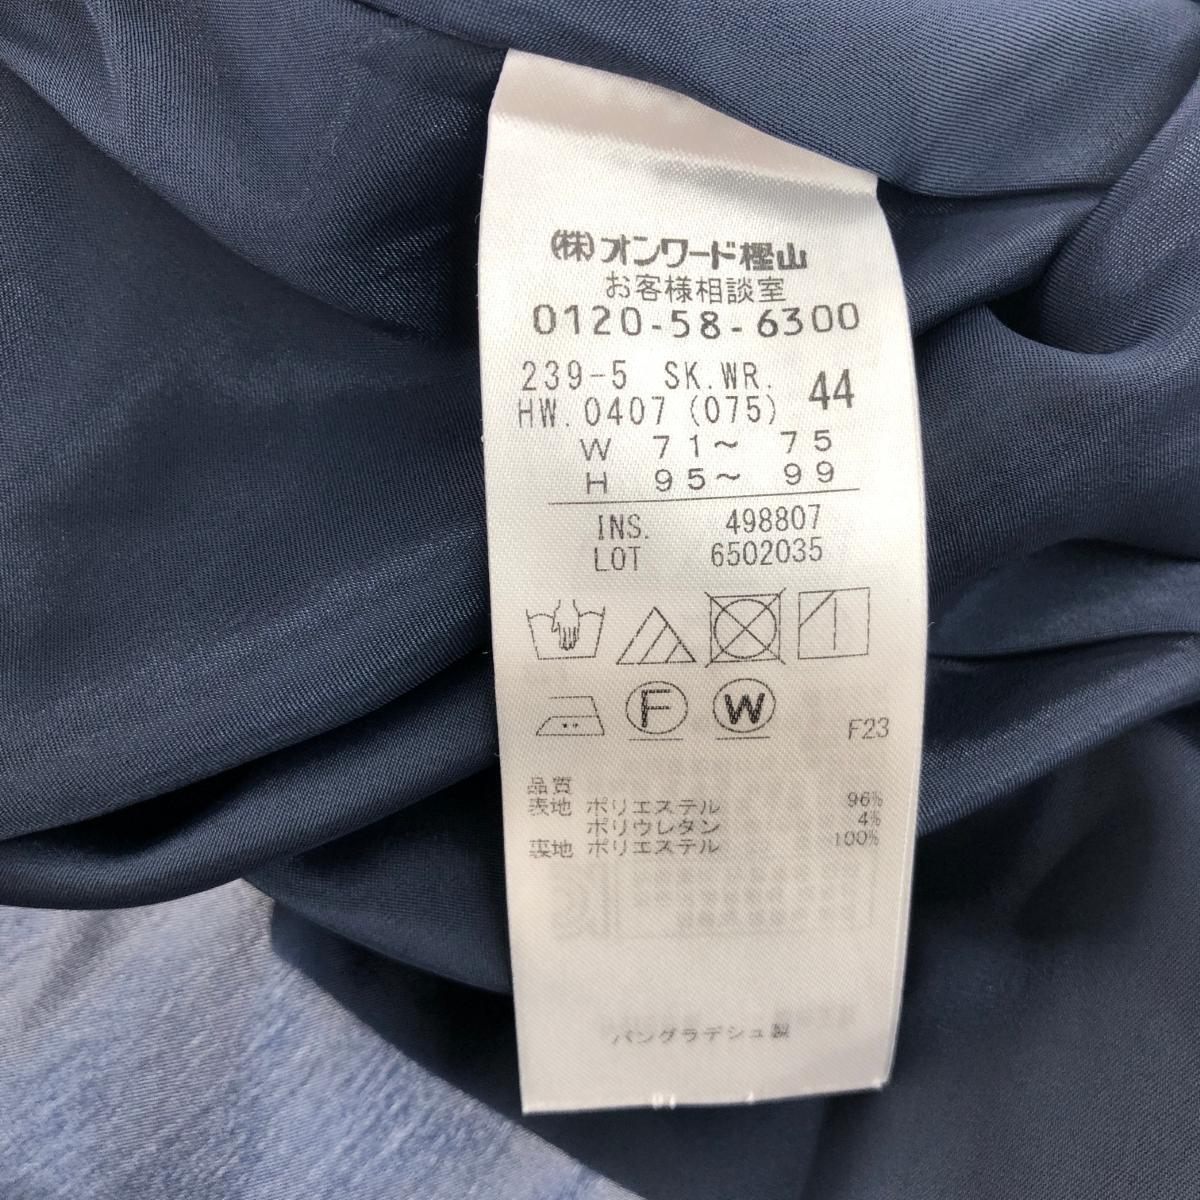 (株)オンワード樫山
お客様相談室
0120-58-6300
239-5 SK.WR. 44
HW.0407 (075)
W 71～ 75
H 95～ 99
INS. 498807
LOT 6502035
F W
F23
品質
表地 ポリエステル 96%
ポリウレタン 4%
裏地 ポリエステル 100%
バングラデシュ製